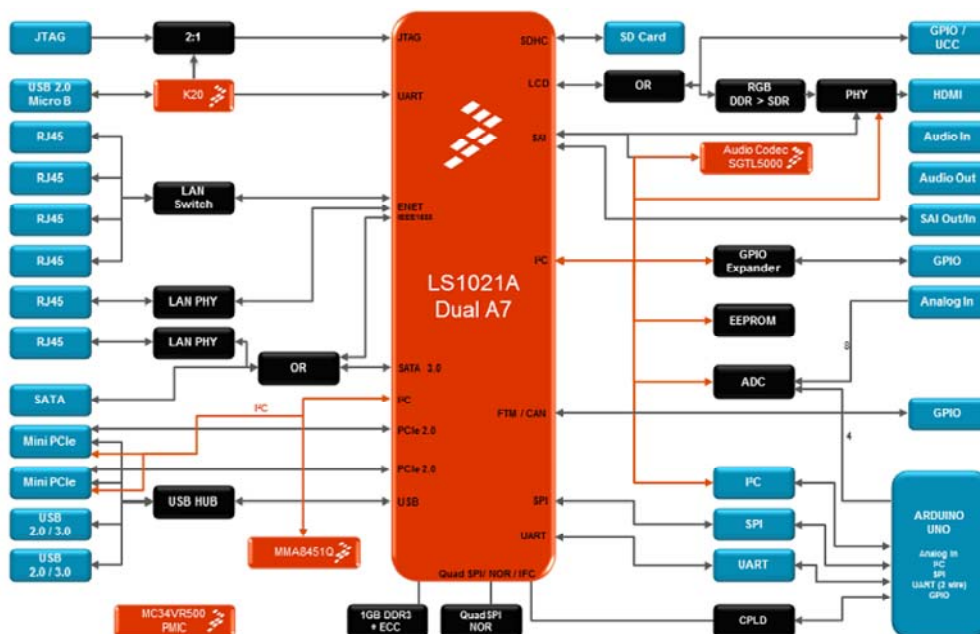 JTAG
2:1
JTAG
SDHC
SD Card
GPIO /
UCC
USB 2.0
Micro B
K20
UART
LCD
OR
RGB
DDR > SDR
PHY
HDMI
RJ45
SAI
Audio Codec
SGTL5000
Audio In
RJ45
Audio Out
LAN
Switch
ENET
IEEE1588
RJ45
SAI Out/In
RJ45
I²C
GPIO
Expander
GPIO
LS1021A
Dual A7
RJ45
LAN PHY
EEPROM
Analog In
RJ45
LAN PHY
8
OR
SATA 3.0
ADC
SATA
I²C
I²C
FTM / CAN
GPIO
Mini PCIe
PCIe 2.0
4
Mini PCIe
PCIe 2.0
I²C
USB HUB
USB
SPI
SPI
USB
2.0 / 3.0
ARDUINO
UNO
Analog In
I²C
SPI
UART (2 wire)
GPIO
UART
UART
USB
2.0 / 3.0
MMA8451Q
Quad SPI/ NOR / IFC
MC34VR500
PMIC
1GB DDR3
+ ECC
Quad SPI
NOR
CPLD